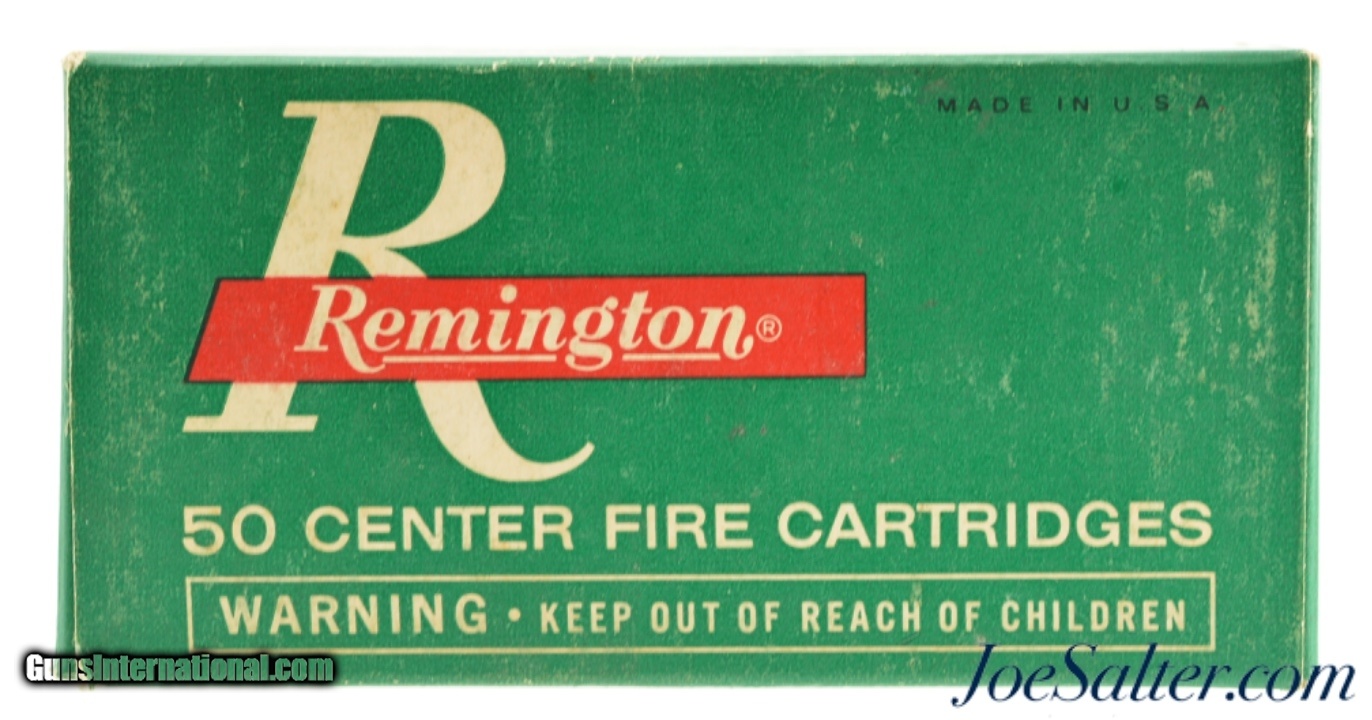 MADE IN U S A
R
Remington®
50 CENTER FIRE CARTRIDGES
WARNING • KEEP OUT OF REACH OF CHILDREN
GunsInternational.com
JoeSalter.com